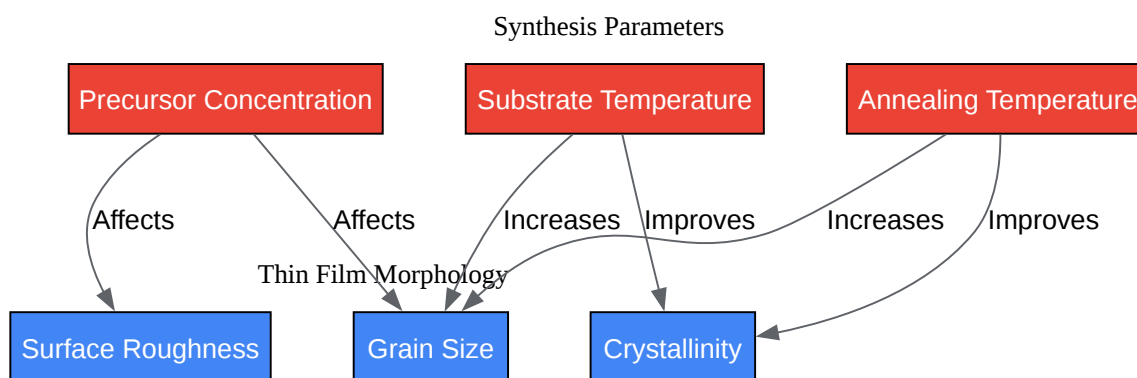 Synthesis Parameters
Precursor Concentration
Substrate Temperature
Annealing Temperature
Affects
Affects
Increases
Improves
Increases
Improves
Thin Film Morphology
Surface Roughness
Grain Size
Crystallinity